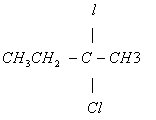 l
|
CH₃CH₂ – C – CH3
|
Cl